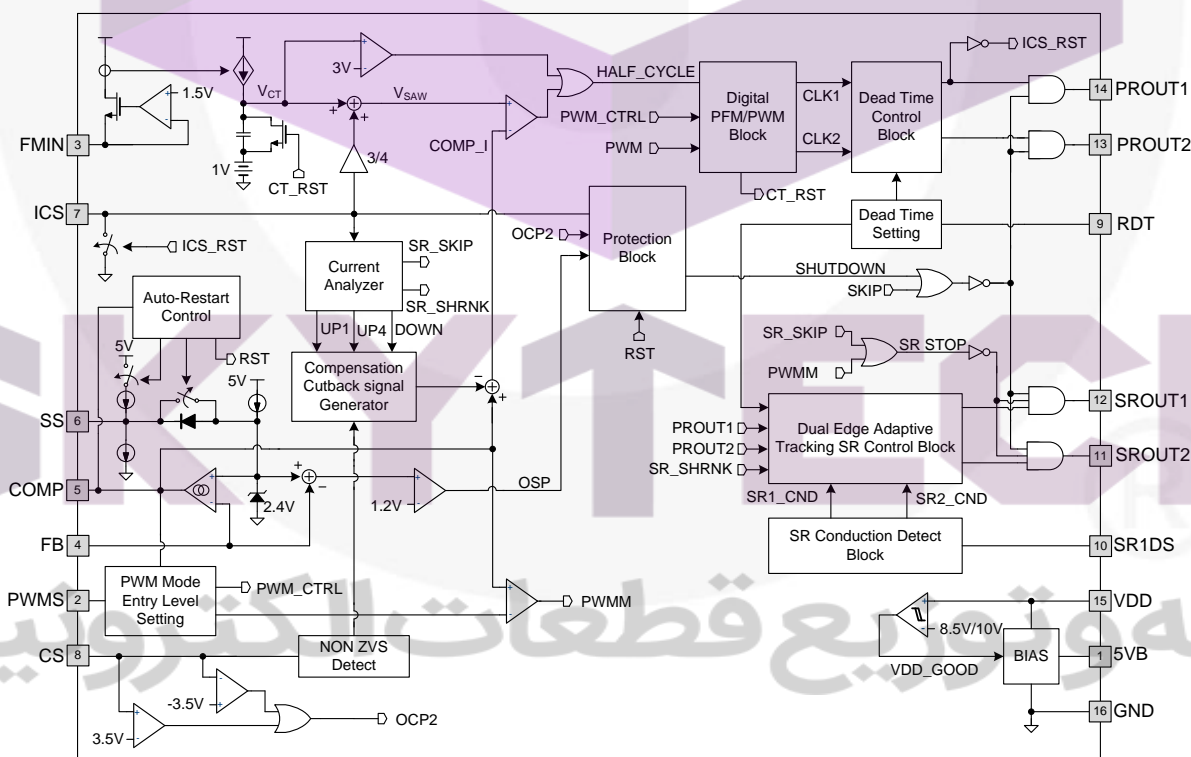 ICS_RST
1.5V
3V
HALF_CYCLE
VCT
VSAW
CLK1
14 PROUT1
Digital
PFM/PWM
Block
Dead Time
Control
Block
PWM_CTRL
FMIN 3
COMP_I
PWM
CLK2
13 PROUT2
1V
3/4
CT_RST
CT_RST
ICS 7
Dead Time
Setting
9 RDT
ICS_RST
SR_SKIP
OCP2
Protection
Block
Current
Analyzer
SHUTDOWN
SKIP
Auto-Restart
Control
SR_SHRNK
UP1 UP4 DOWN
RST
SR_SKIP
SR STOP
5V
RST
PWMM
5V
Compensation
Cutback signal
Generator
12 SROUT1
SS 6
PROUT1
PROUT2
SR_SHRNK
Dual Edge Adaptive
Tracking SR Control Block
11 SROUT2
COMP 5
OSP
2.4V
1.2V
SR1_CND
SR2_CND
FB 4
SR Conduction Detect
Block
10 SR1DS
PWM Mode
Entry Level
Setting
PWM_CTRL
PWMS 2
PWMM
15 VDD
8.5V/10V
CS 8
NON ZVS
Detect
VDD_GOOD
BIAS
1 5VB
-3.5V
OCP2
16 GND
3.5V
SKYTECH